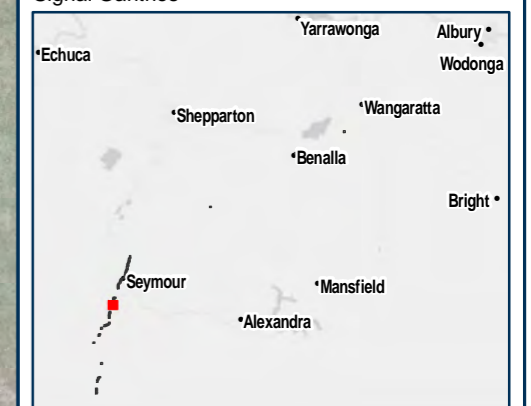 Yarrawonga
Albury
Echuca
Wodonga
Shepparton
Wangaratta
Benalla
Bright
Seymour
Mansfield
Alexandra